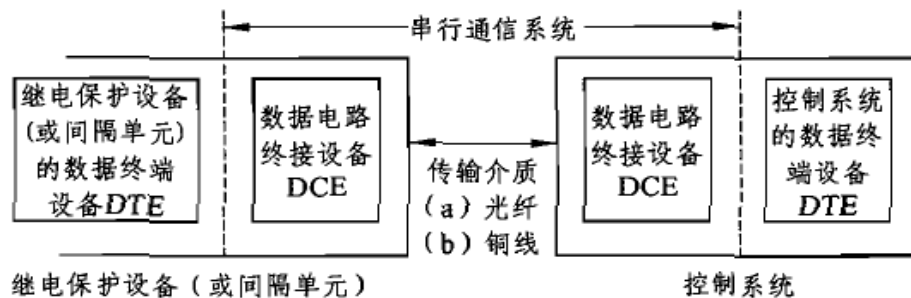 串行通信系统
继电保护设备
(或间隔单元)
的数据终端
设备DTE
数据电路
终接设备
DCE
传输介质
(a)光纤
(b)铜线
数据电路
终接设备
DCE
控制系统
的数据终
端设备
DTE
继电保护设备(或间隔单元)
控制系统